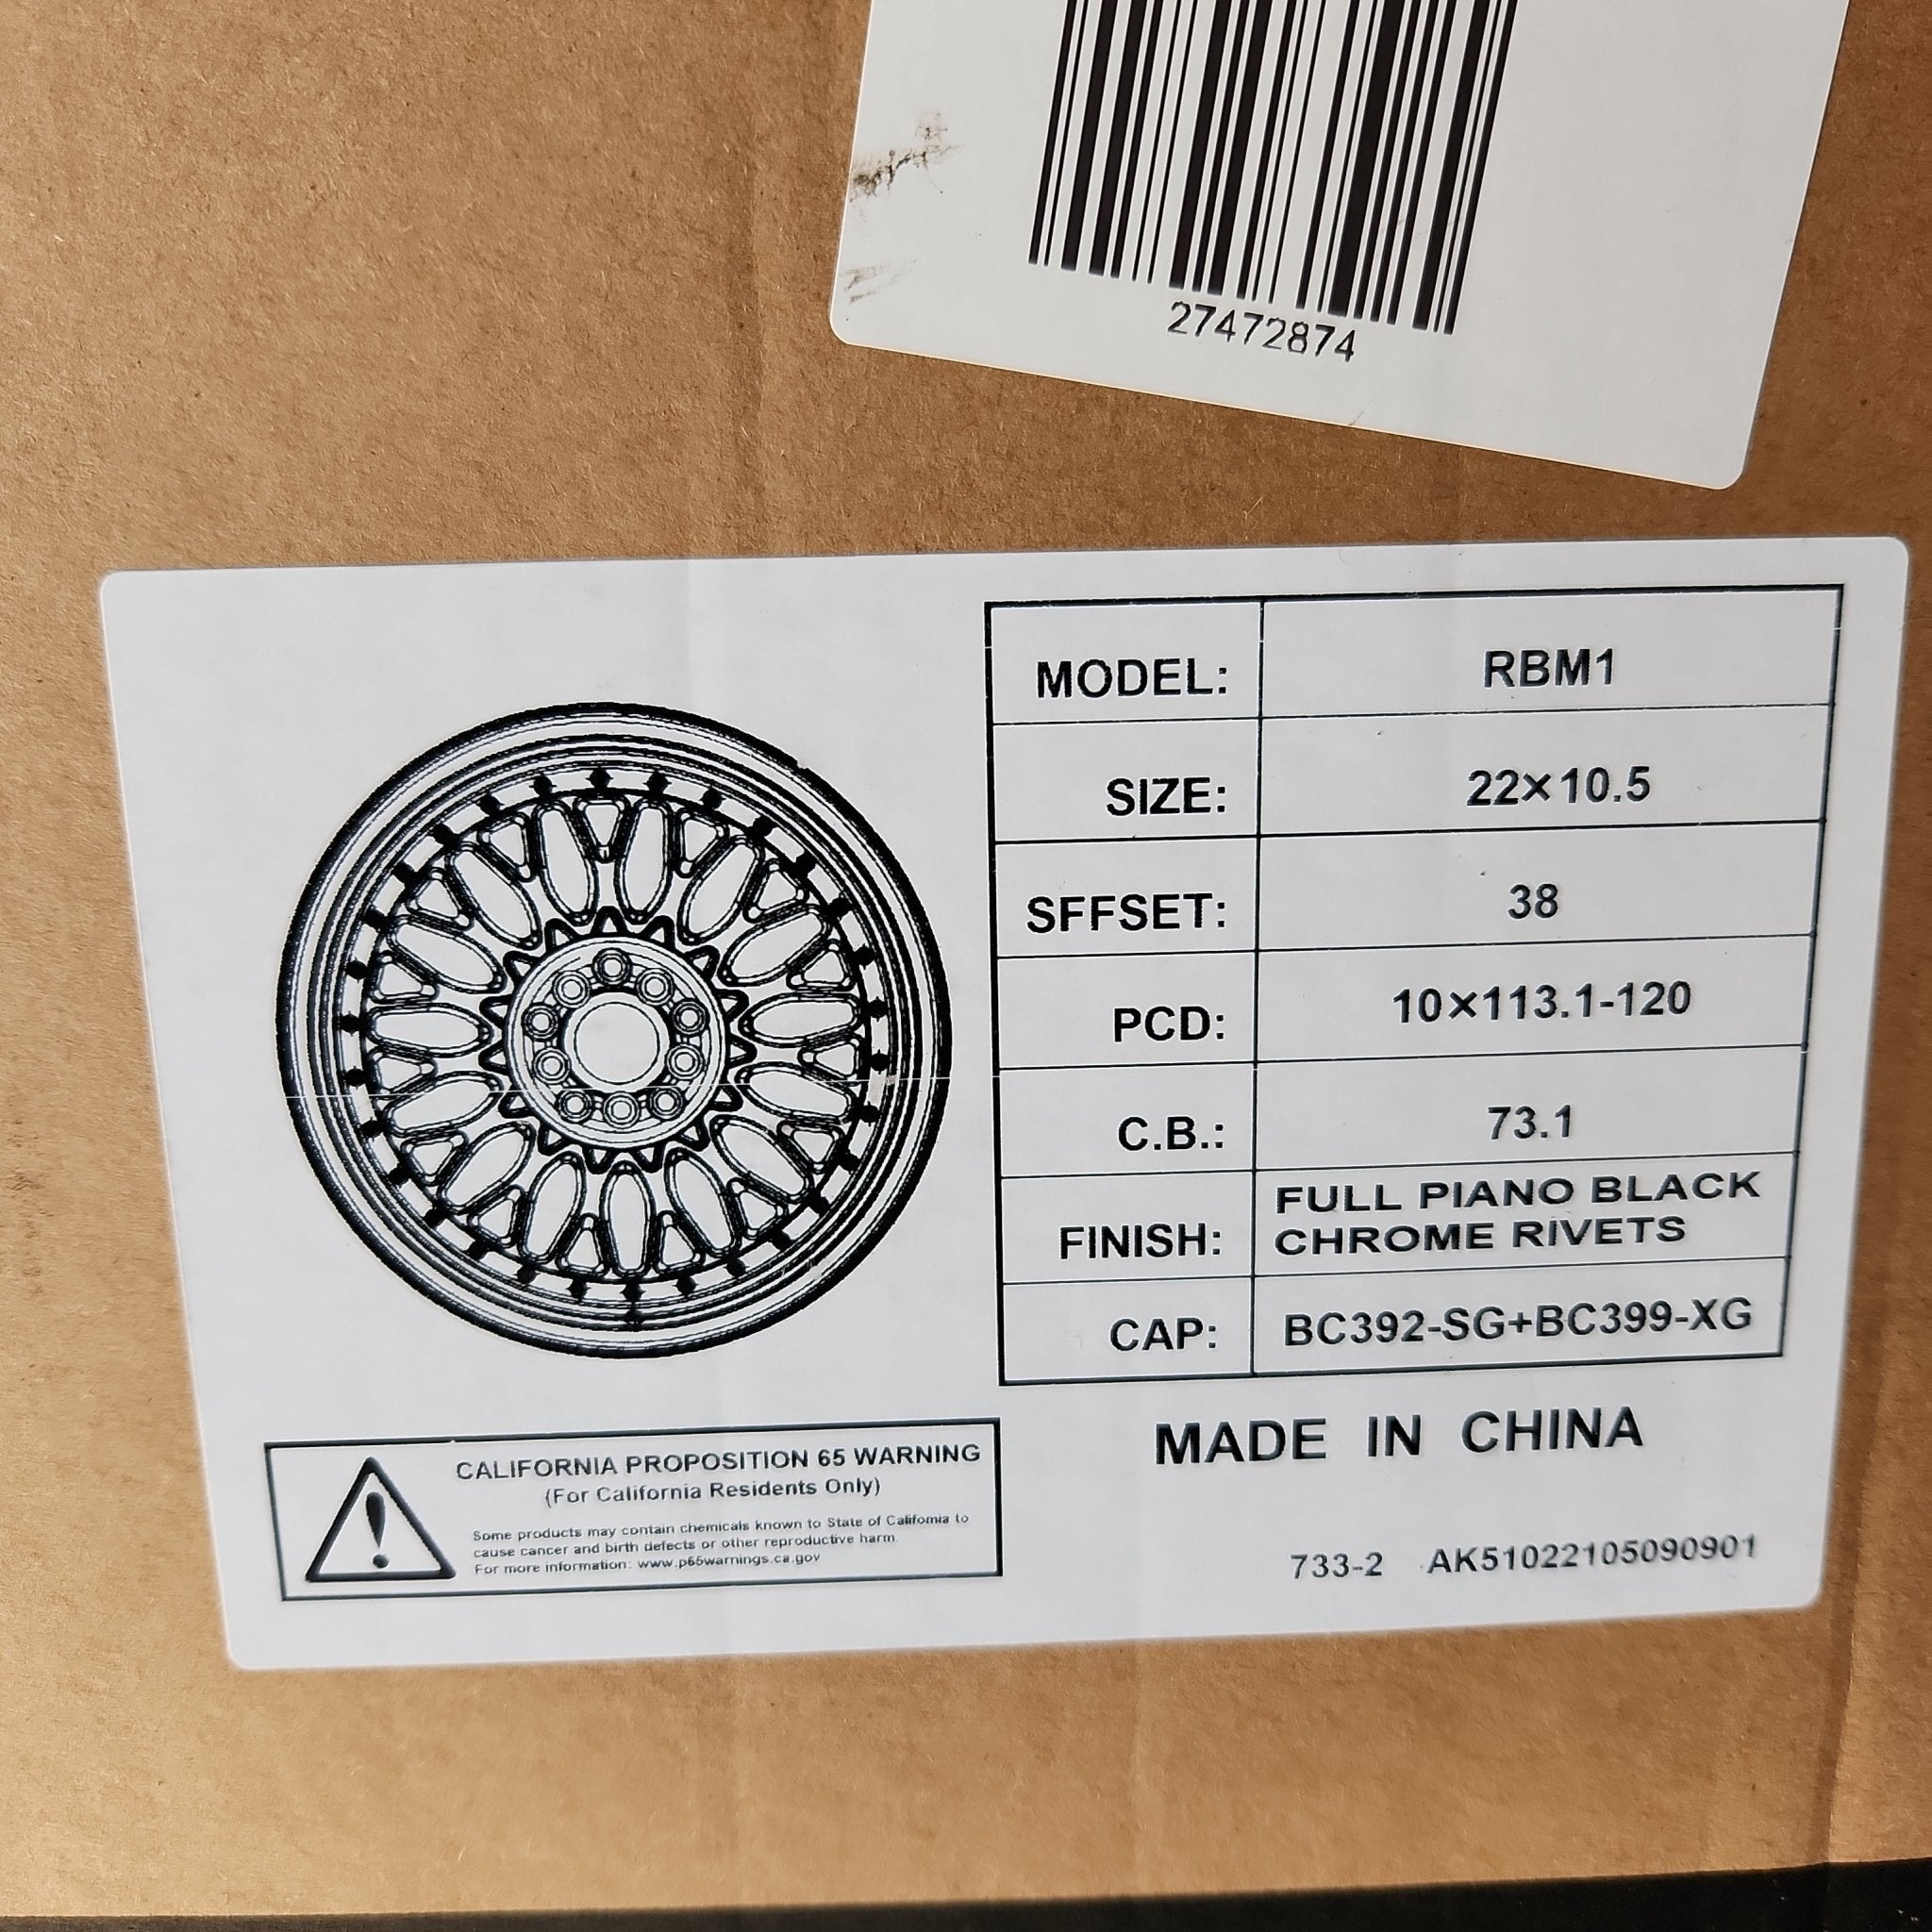 27472874
MODEL: RBM1
SIZE: 22×10.5
SFFSET: 38
PCD: 10×113.1-120
C.B.: 73.1
FINISH: FULL PIANO BLACK
CHROME RIVETS
CAP: BC392-SG+BC399-XG
MADE IN CHINA
CALIFORNIA PROPOSITION 65 WARNING
(For California Residents Only)
Some products may contain chemicals known to State of California to
cause cancer and birth defects or other reproductive harm.
For more information: www.p65warnings.ca.gov
733-2 AK51022105090901